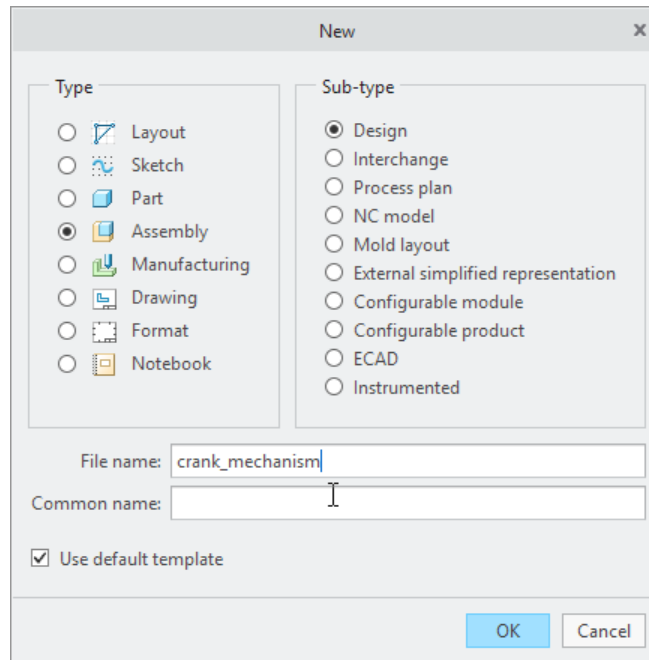 New
Type
Layout
Sketch
Part
Assembly
Manufacturing
Drawing
Format
Notebook
Sub-type
Design
Interchange
Process plan
NC model
Mold layout
External simplified representation
Configurable module
Configurable product
ECAD
Instrumented
File name: crank_mechanism
Common name:
Use default template
OK Cancel